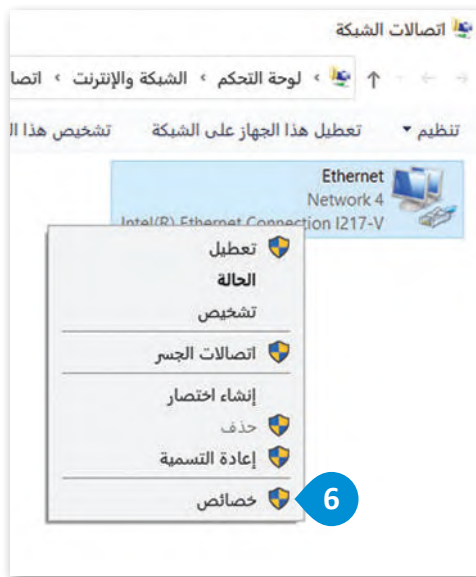 اتصالات الشبكة
لوحة التحكم › الشبكة والإنترنت › اتصا
تنظيم تعطيل هذا الجهاز على الشبكة تشخيص هذا ال
Ethernet
Network 4
Intel(R) Ethernet Connection I217-V
تعطيل
الحالة
تشخيص
اتصالات الجسر
إنشاء اختصار
حذف
إعادة التسمية
خصائص 6